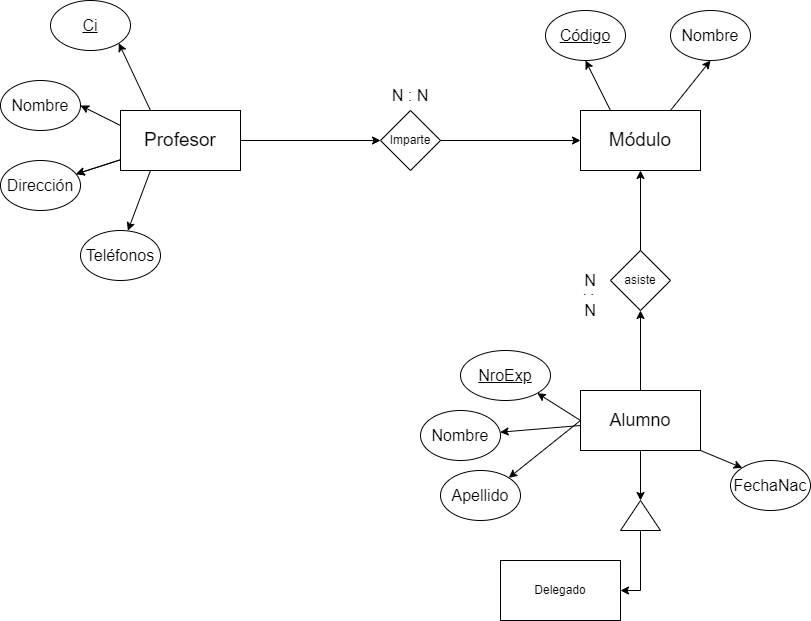 Ci
Código
Nombre
N : N
Nombre
Profesor
Imparte
Módulo
Dirección
Teléfonos
N
:
N
asiste
NroExp
Alumno
Nombre
Apellido
FechaNac
Delegado